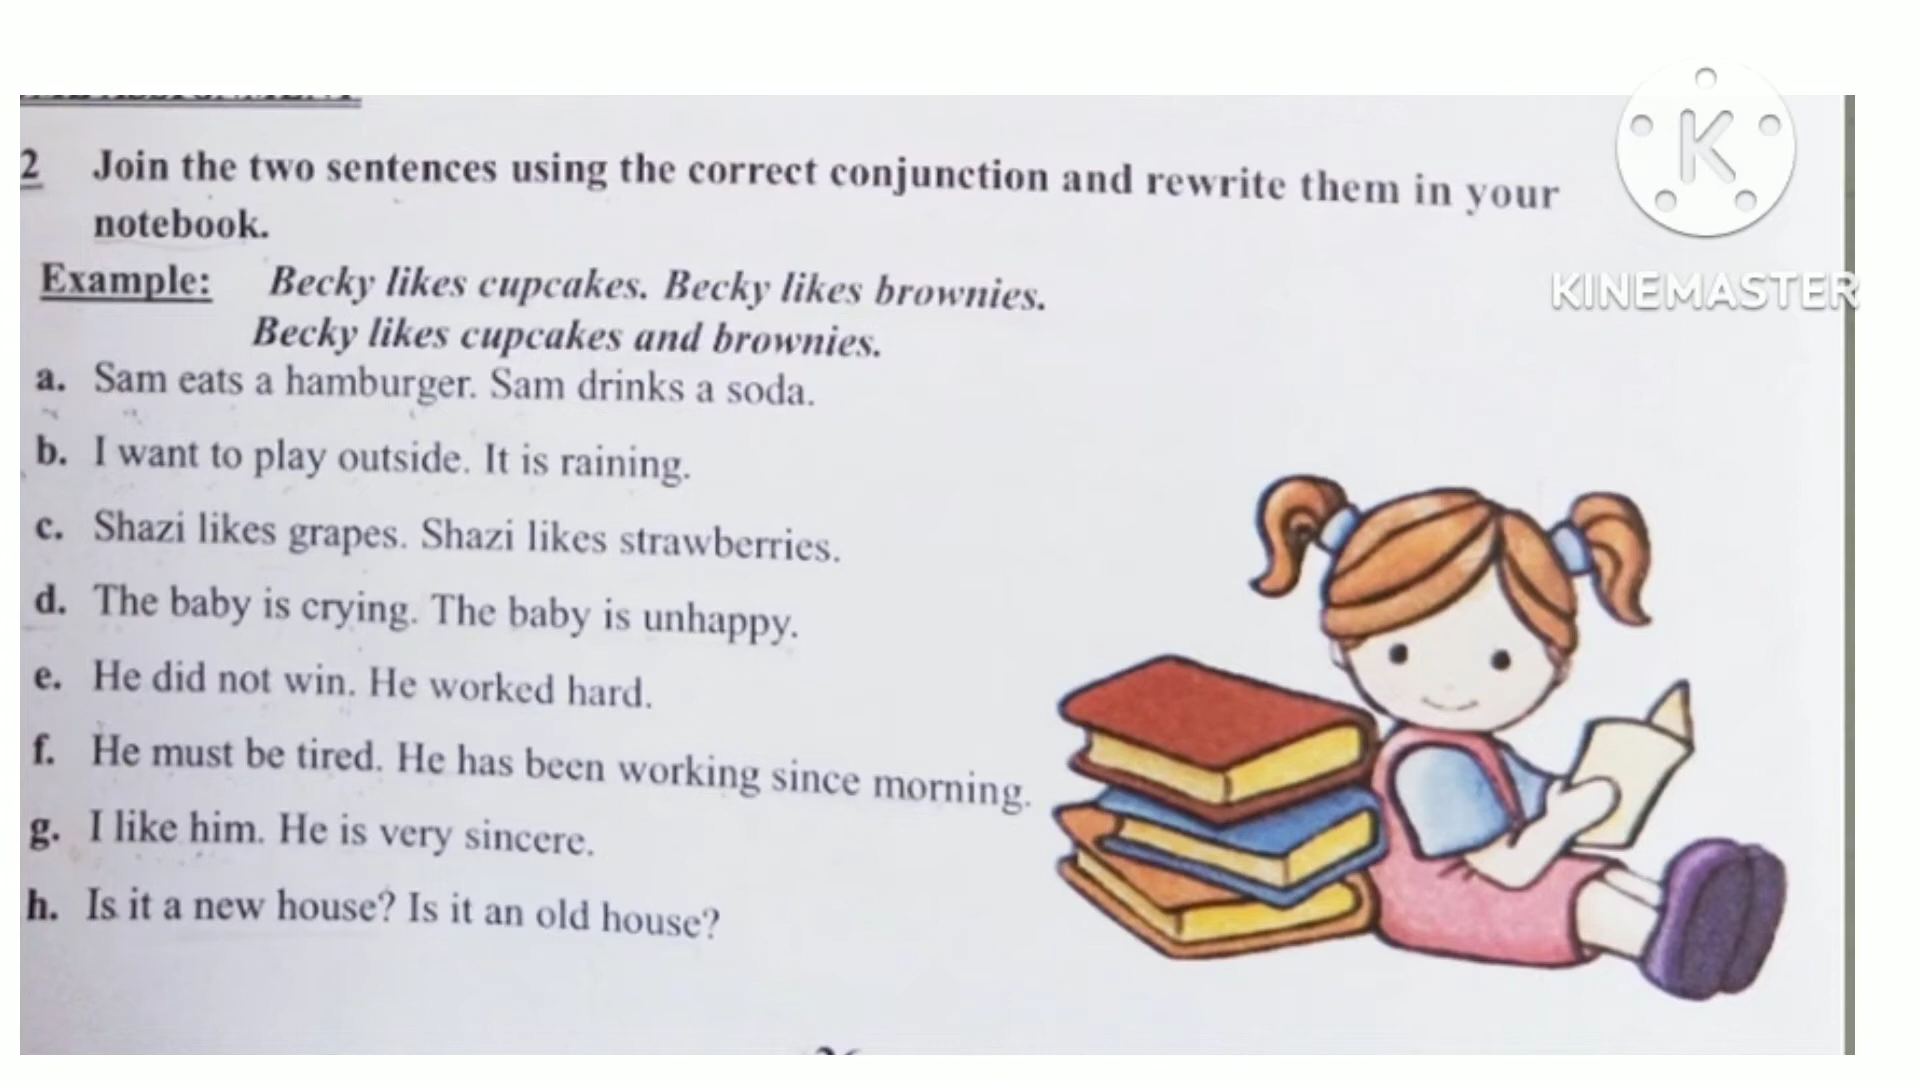 2 Join the two sentences using the correct conjunction and rewrite them in your
notebook.
Example: Becky likes cupcakes. Becky likes brownies.
Becky likes cupcakes and brownies.
a. Sam eats a hamburger. Sam drinks a soda.
b. I want to play outside. It is raining.
c. Shazi likes grapes. Shazi likes strawberries.
d. The baby is crying. The baby is unhappy.
e. He did not win. He worked hard.
f. He must be tired. He has been working since morning.
g. I like him. He is very sincere.
h. Is it a new house? Is it an old house?
K
KINEMASTER